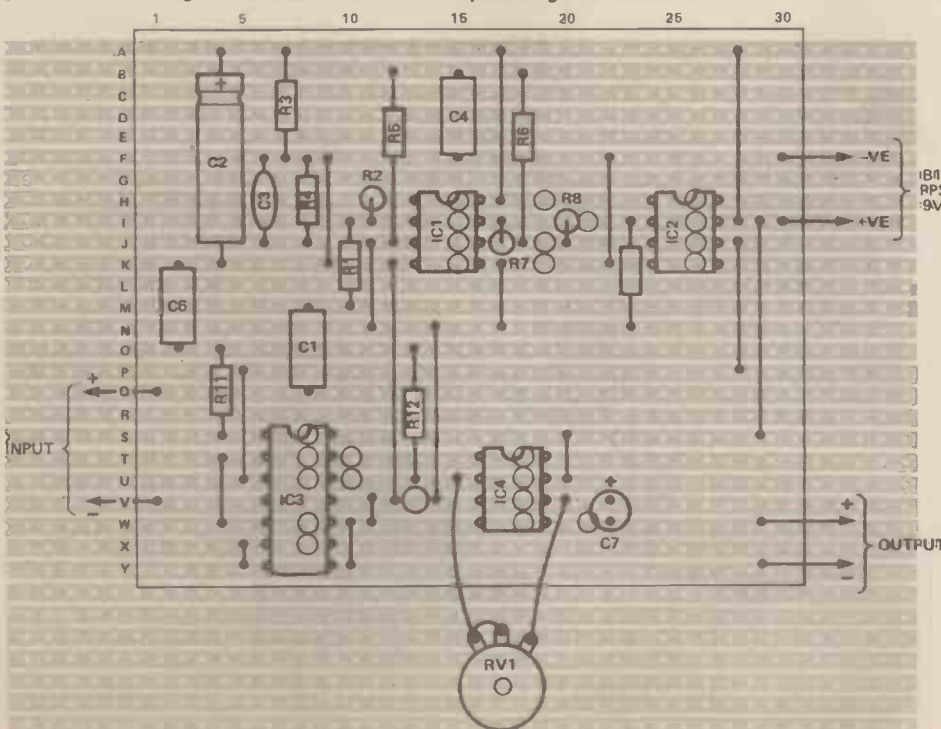 1 5 10 15 20 25 30
A
B
C
D
E
F
G
H
I
J
K
L
M
N
O
P
Q
R
S
T
U
V
W
X
Y
+
C2
R3
C3
R4
R5
R2
R1
C4
IC1
R6
R8
R7
IC2
-VE
+VE
C6
C1
R11
R12
+
INPUT
-
IC3
IC4
+
C7
+
OUTPUT
-
RV1